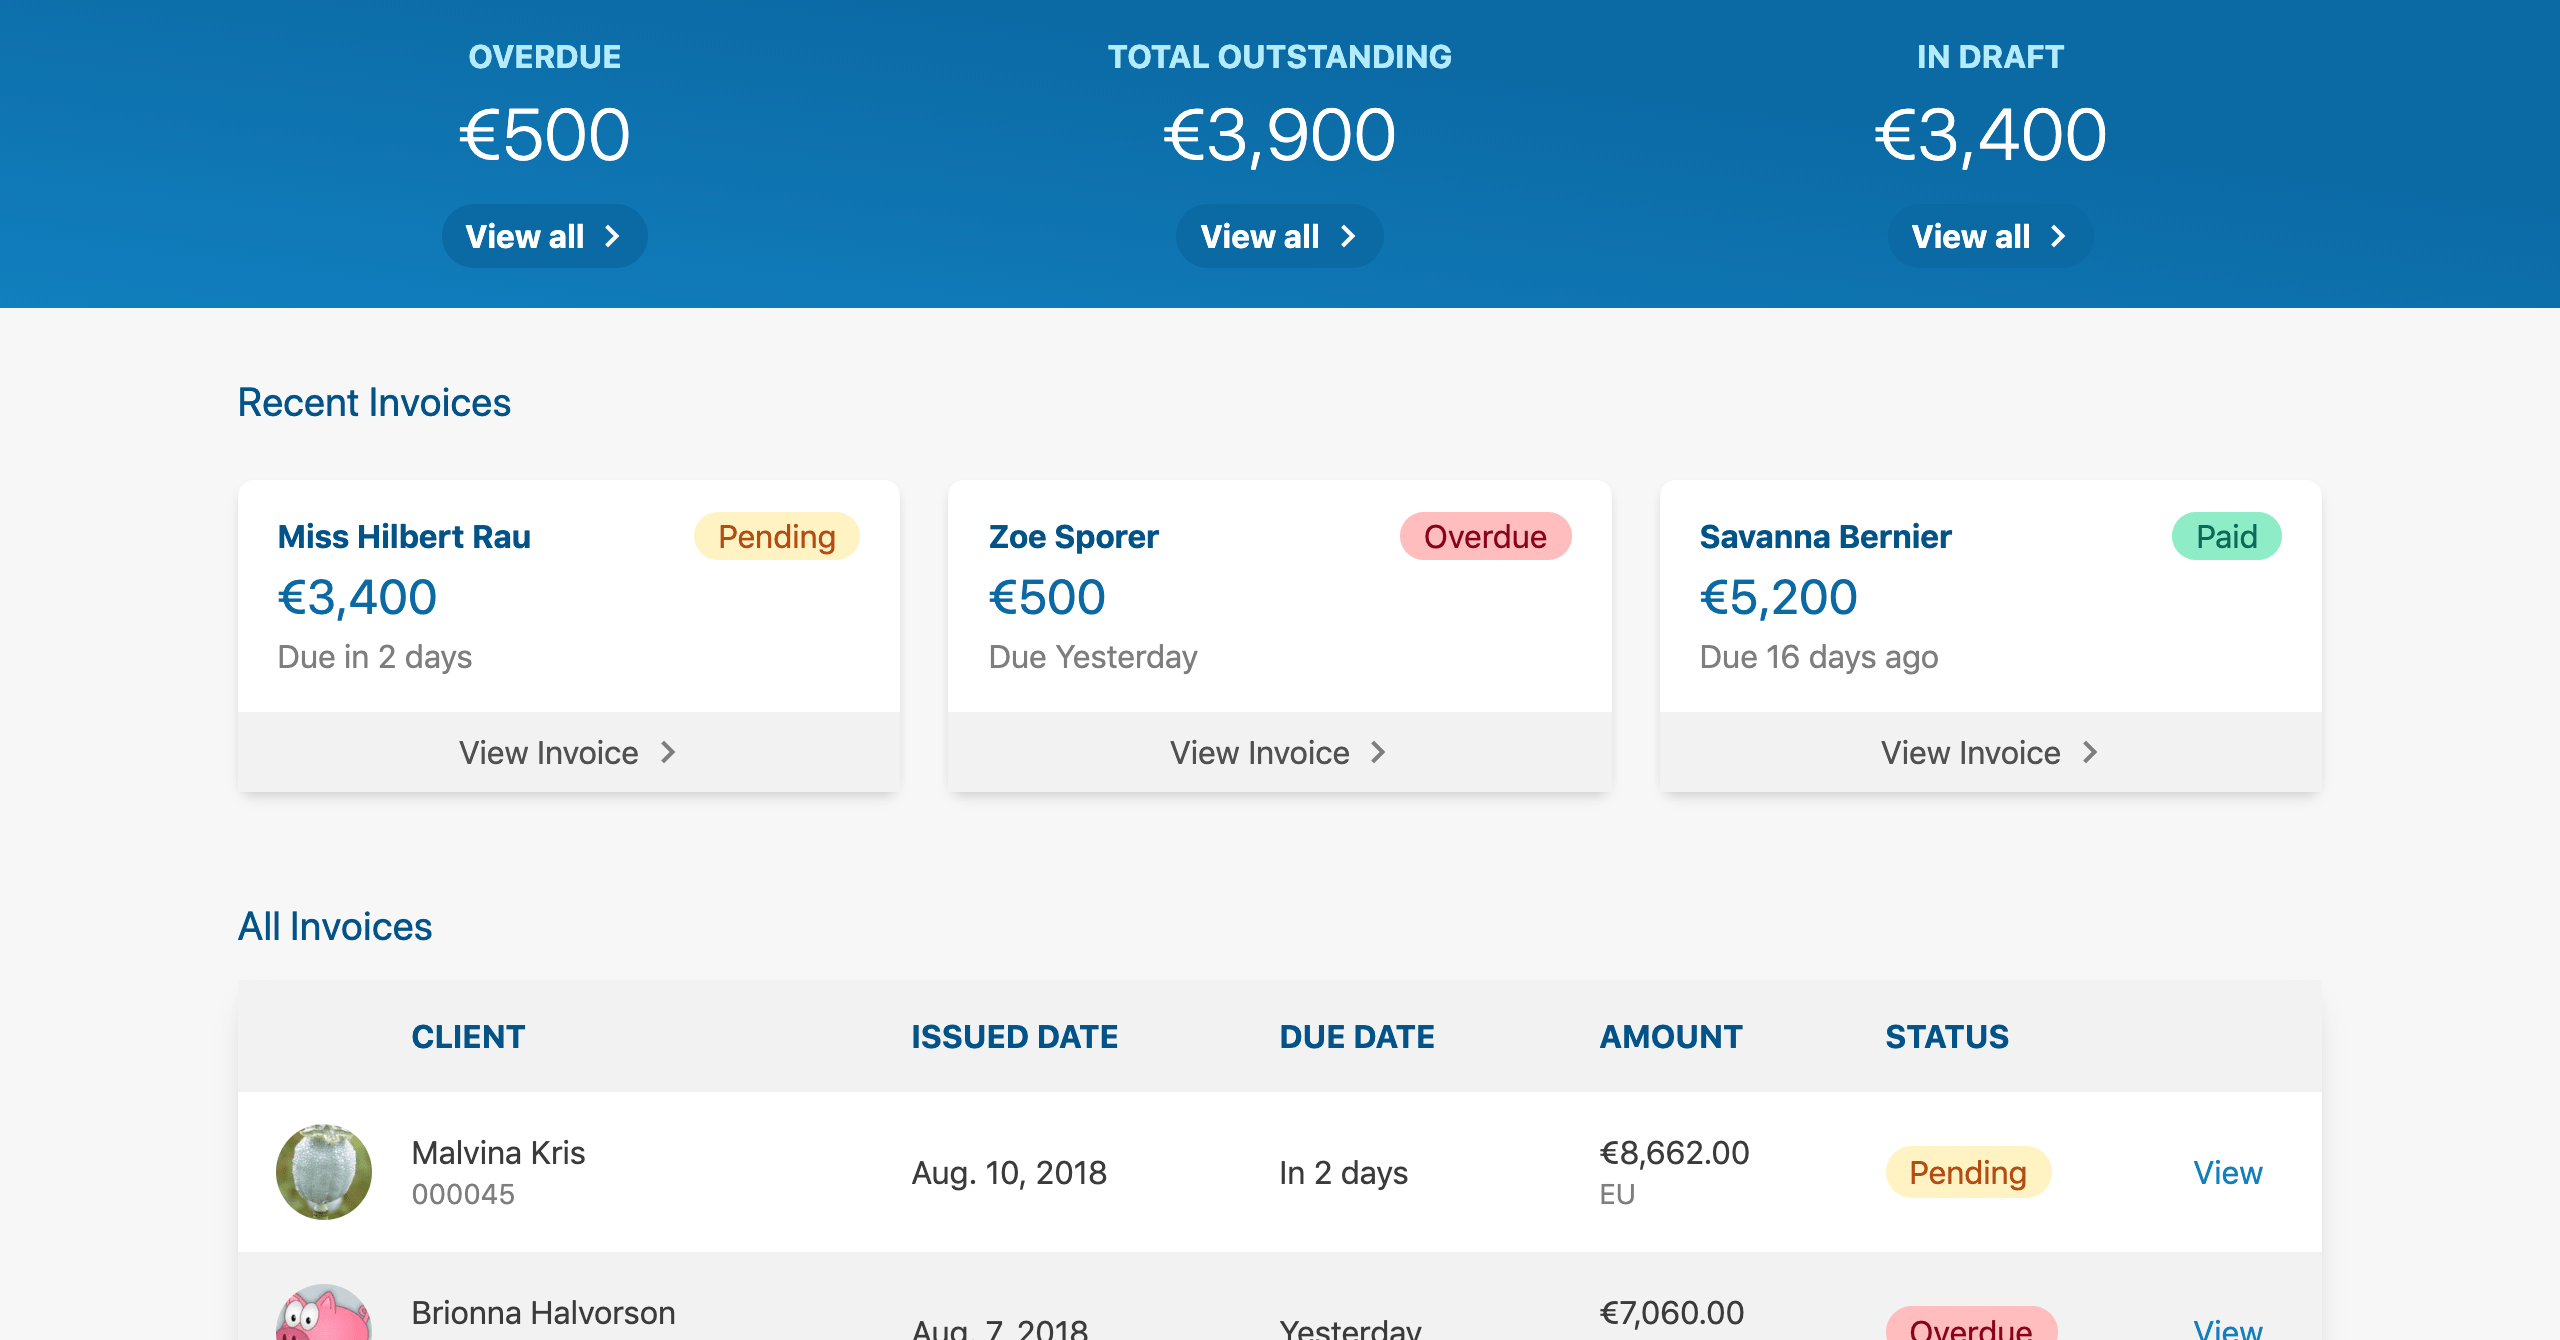 OVERDUE
€500
View all
TOTAL OUTSTANDING
€3,900
View all
IN DRAFT
€3,400
View all
Recent Invoices
Miss Hilbert Rau
Pending
€3,400
Due in 2 days
View Invoice
Zoe Sporer
Overdue
€500
Due Yesterday
View Invoice
Savanna Bernier
Paid
€5,200
Due 16 days ago
View Invoice
All Invoices
CLIENT ISSUED DATE DUE DATE AMOUNT STATUS
Malvina Kris
000045
Aug. 10, 2018
In 2 days
€8,662.00
EU
Pending
View
Brionna Halvorson
Aug. 7, 2018
Yesterday
€7,060.00
Overdue
View